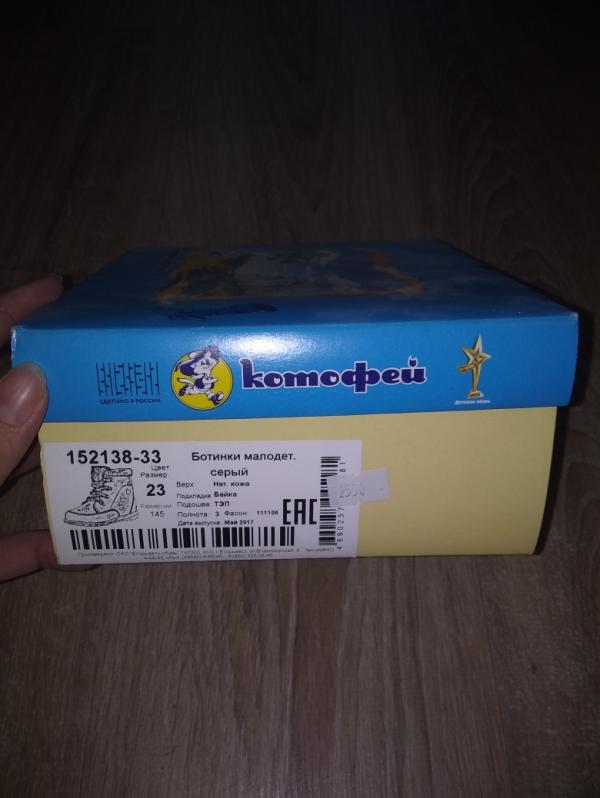 СДЕЛАНО В РОССИИ
котофей
Детская обувь
152138-33
Ботинки малодет.
Цвет:
серый
Размер:
23
Верх: Нат. кожа
Подкладка Байка
Размер,мм
145
Подошва: ТЭП
Полнота: 3 Фасон: 111106
Дата выпуска: Май 2017
ЕАС
2550